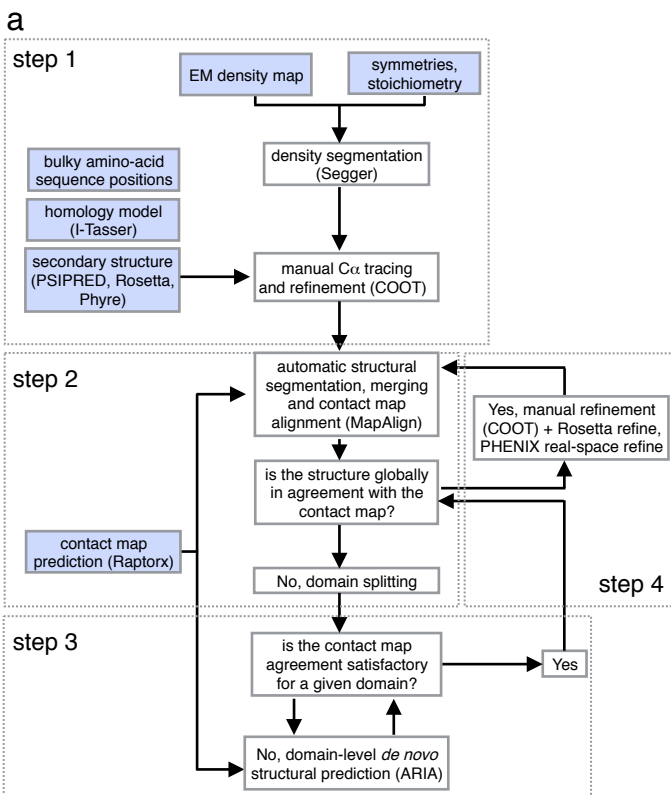 a
step 1
EM density map
symmetries,
stoichiometry
density segmentation
(Segger)
bulky amino-acid
sequence positions
homology model
(I-Tasser)
secondary structure
(PSIPRED, Rosetta,
Phyre)
manual Cα tracing
and refinement (COOT)
step 2
automatic structural
segmentation, merging
and contact map
alignment (MapAlign)
Yes, manual refinement
(COOT) + Rosetta refine,
PHENIX real-space refine
is the structure globally
in agreement with the
contact map?
contact map
prediction (Raptorx)
No, domain splitting
step 4
step 3
is the contact map
agreement satisfactory
for a given domain?
Yes
No, domain-level de novo
structural prediction (ARIA)